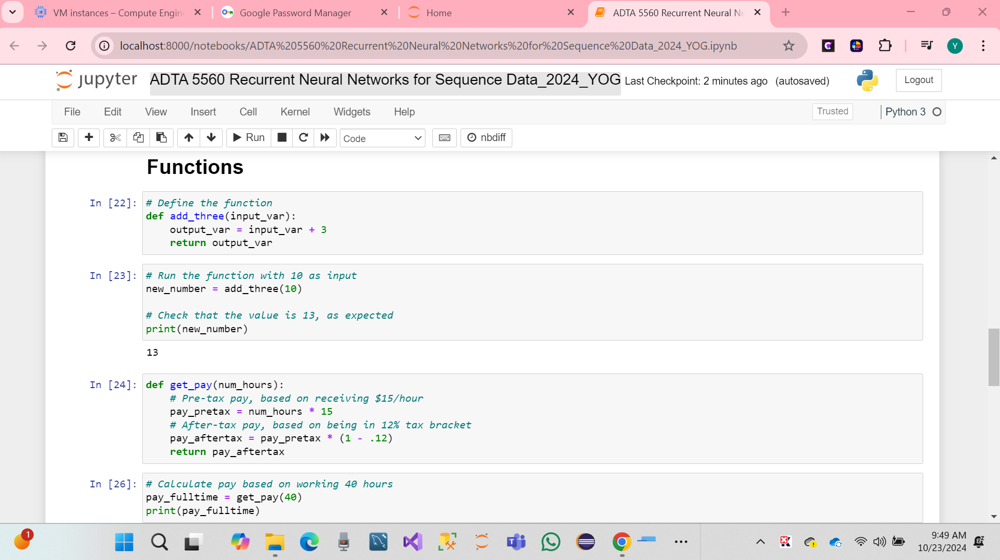 VM instances – Compute Engin
Google Password Manager
Home
ADTA 5560 Recurrent Neural Ne
localhost:8000/notebooks/ADTA%205560%20Recurrent%20Neural%20Networks%20for%20Sequence%20Data_2024_YOG.ipynb
Y
jupyter ADTA 5560 Recurrent Neural Networks for Sequence Data_2024_YOG Last Checkpoint: 2 minutes ago (autosaved)
Logout
File Edit View Insert Cell Kernel Widgets Help
Trusted
Python 3
Run
Code
nbdiff
Functions
In [22]:
# Define the function
def add_three(input_var):
    output_var = input_var + 3
    return output_var
In [23]:
# Run the function with 10 as input
new_number = add_three(10)
# Check that the value is 13, as expected
print(new_number)
13
In [24]:
def get_pay(num_hours):
    # Pre-tax pay, based on receiving $15/hour
    pay_pretax = num_hours * 15
    # After-tax pay, based on being in 12% tax bracket
    pay_aftertax = pay_pretax * (1 - .12)
    return pay_aftertax
In [26]:
# Calculate pay based on working 40 hours
pay_fulltime = get_pay(40)
print(pay_fulltime)
1
9:49 AM
10/23/2024